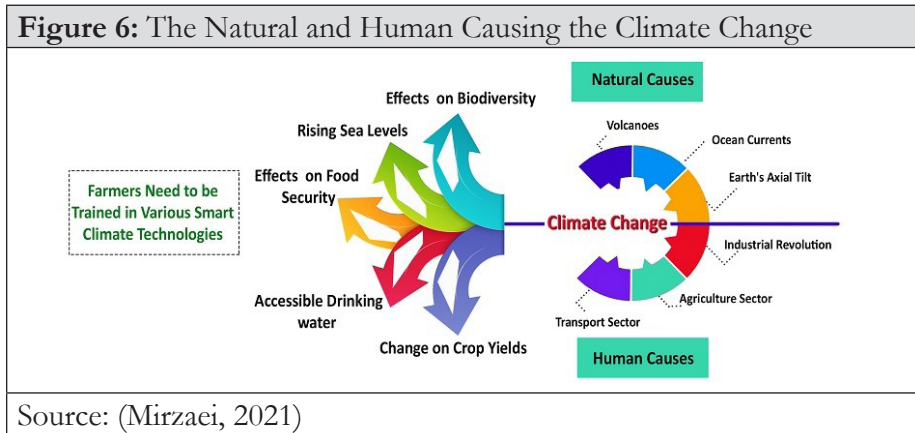 Figure 6: The Natural and Human Causing the Climate Change
Natural Causes
Effects on Biodiversity
Volcanoes
Rising Sea Levels
Ocean Currents
Effects on Food
Security
Earth's Axial Tilt
Farmers Need to be
Trained in Various Smart
Climate Technologies
Climate Change
Industrial Revolution
Accessible Drinking
water
Agriculture Sector
Transport Sector
Change on Crop Yields
Human Causes
Source: (Mirzaei, 2021)